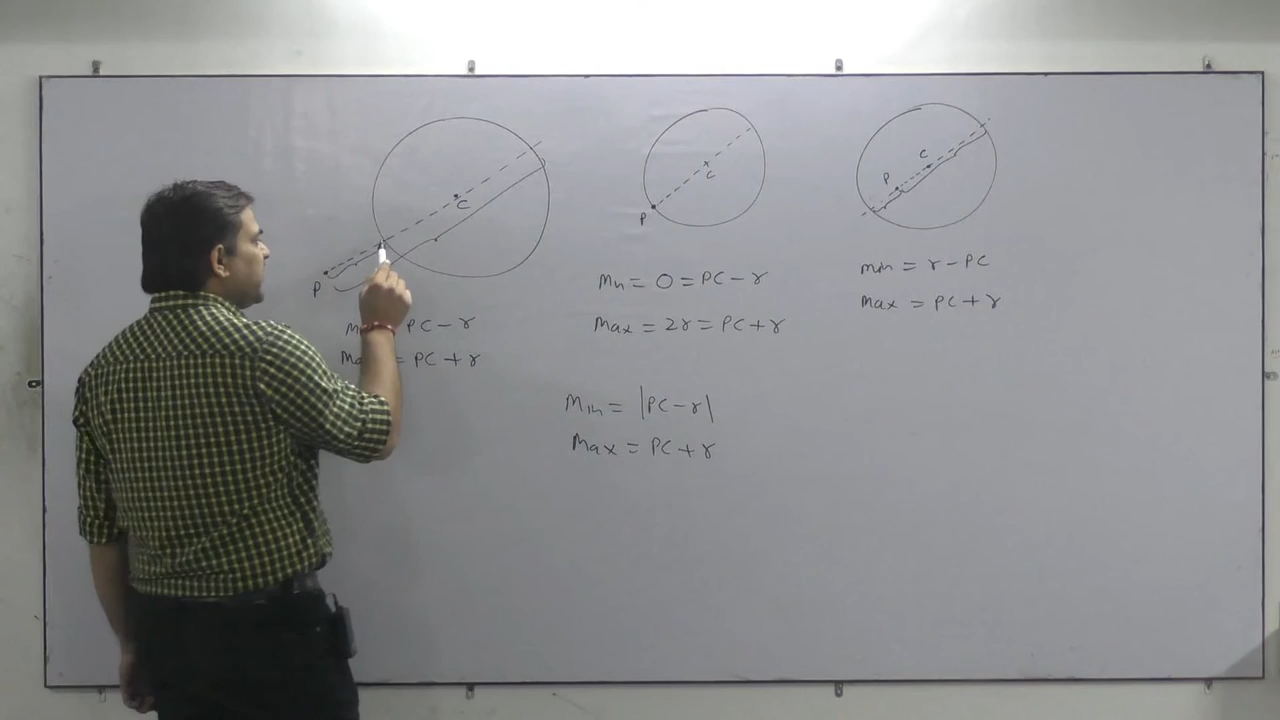 C
P
PC - r
= PC + r
C
P
Min = 0 = PC - r
Max = 2r = PC + r
C
P
min = r - PC
Max = PC + r
Min = |PC - r|
Max = PC + r